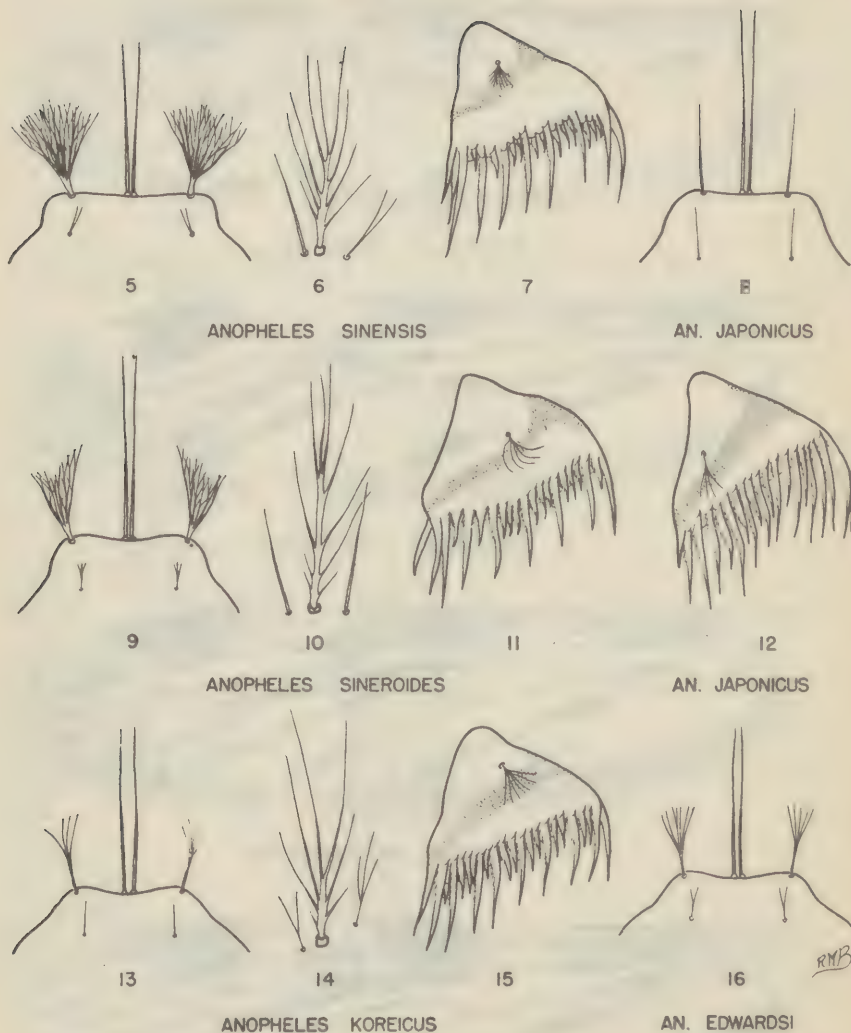 5 6 7 8
ANOPHELES SINENSIS AN. JAPONICUS
9 10 11 12
ANOPHELES SINEROIDES AN. JAPONICUS
13 14 15 16
RMB
ANOPHELES KOREICUS AN. EDWARDSI